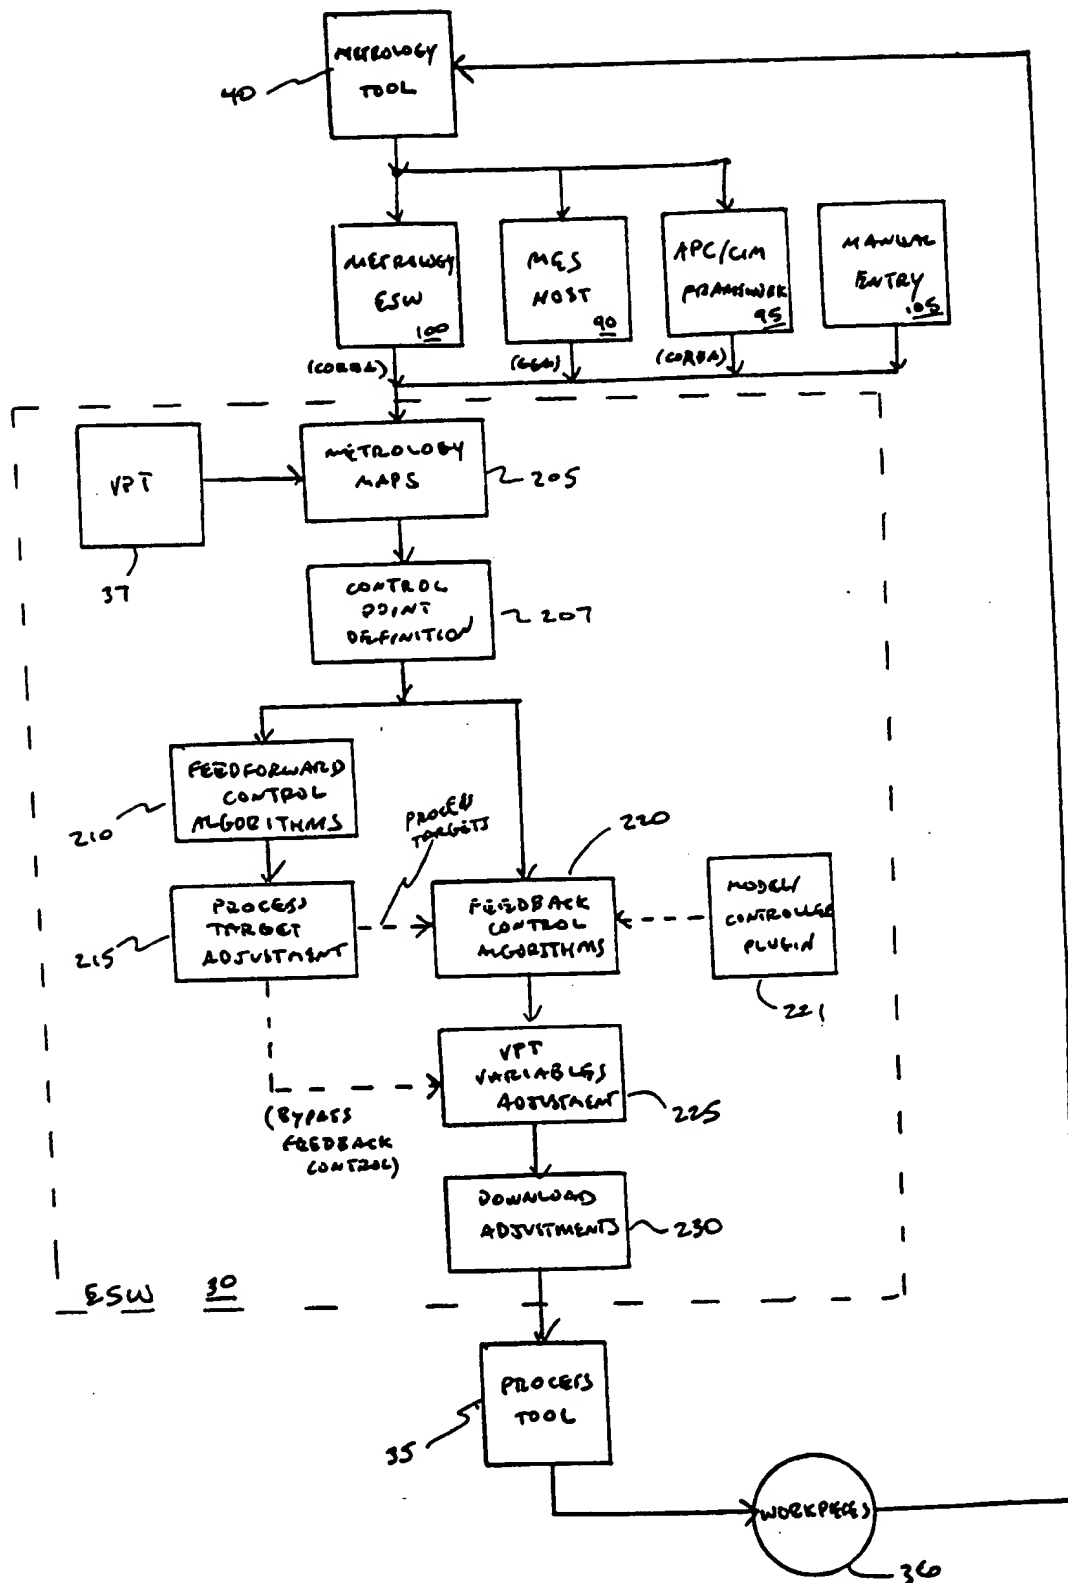 METROLOGY
TOOL
40
METROLOGY
ESW
100
MES
HOST
90
APC/CIM
FRAMEWORK
95
MANUAL
ENTRY
105
(CORBA)
(GEM)
(CORBA)
VPT
37
METROLOGY
MAPS
205
CONTROL
POINT
DEFINITION
207
FEEDFORWARD
CONTROL
ALGORITHMS
210
PROCESS
TARGETS
220
PROCESS
TARGET
ADJUSTMENT
215
FEEDBACK
CONTROL
ALGORITHMS
MODEL/
CONTROLLER
PLUGIN
221
VPT
VARIABLES
ADJUSTMENT
225
(BYPASS
FEEDBACK
CONTROL)
DOWNLOAD
ADJUSTMENTS
230
ESW 30
PROCESS
TOOL
35
WORKPIECES
36